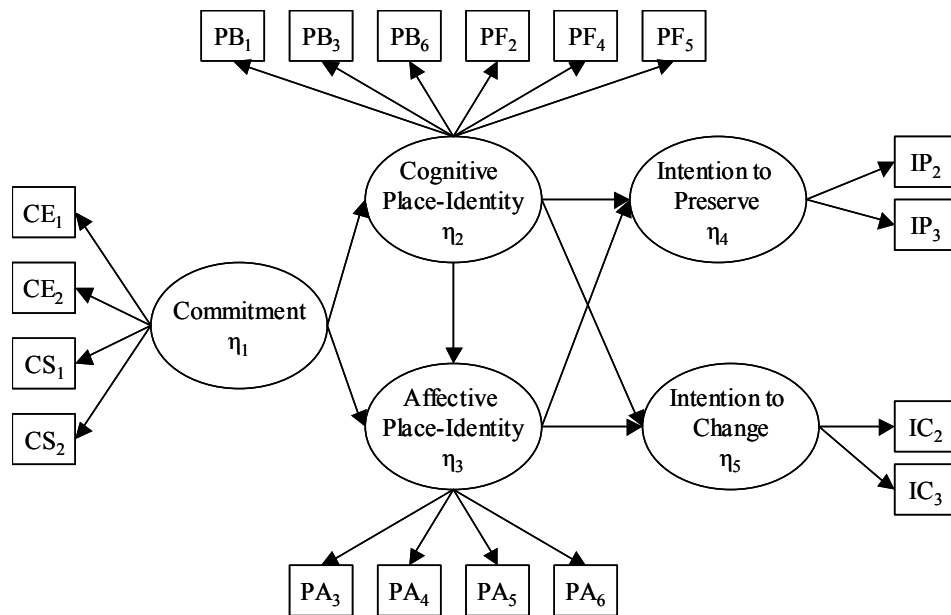 PB₁ PB₃ PB₆ PF₂ PF₄ PF₅
Cognitive
Place-Identity
η₂
Intention to
Preserve
η₄
IP₂
IP₃
CE₁
CE₂
CS₁
CS₂
Commitment
η₁
Affective
Place-Identity
η₃
Intention to
Change
η₅
IC₂
IC₃
PA₃ PA₄ PA₅ PA₆